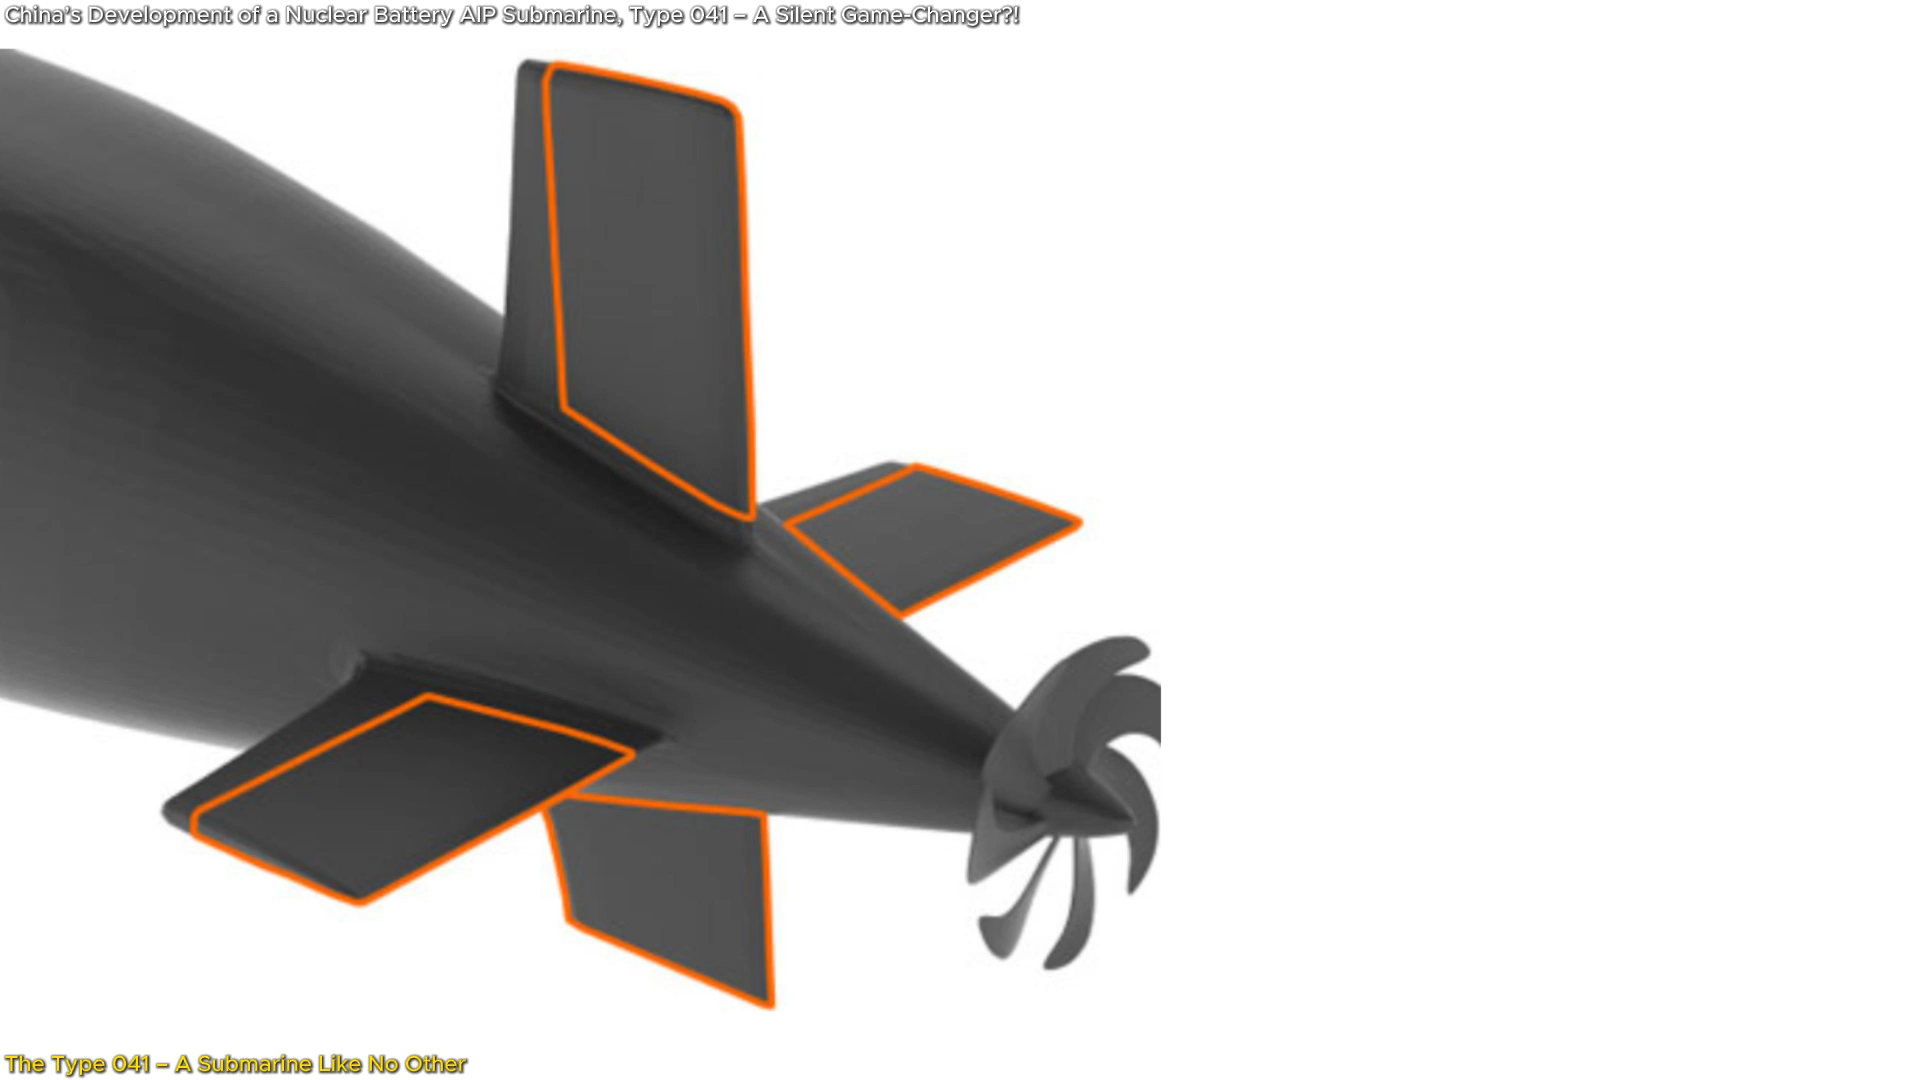 China's Development of a Nuclear Battery AIP Submarine, Type 041 – A Silent Game-Changer?!
The Type 041 – A Submarine Like No Other